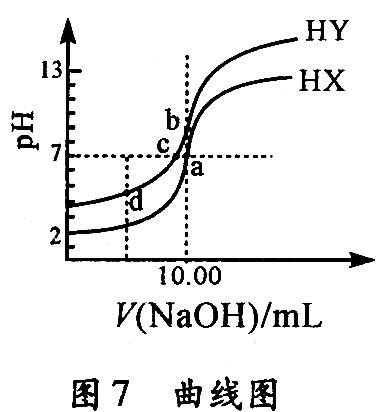 HY
13
HX
b
pH
c
7
a
d
2
10.00
V(NaOH)/mL
图7 曲线图